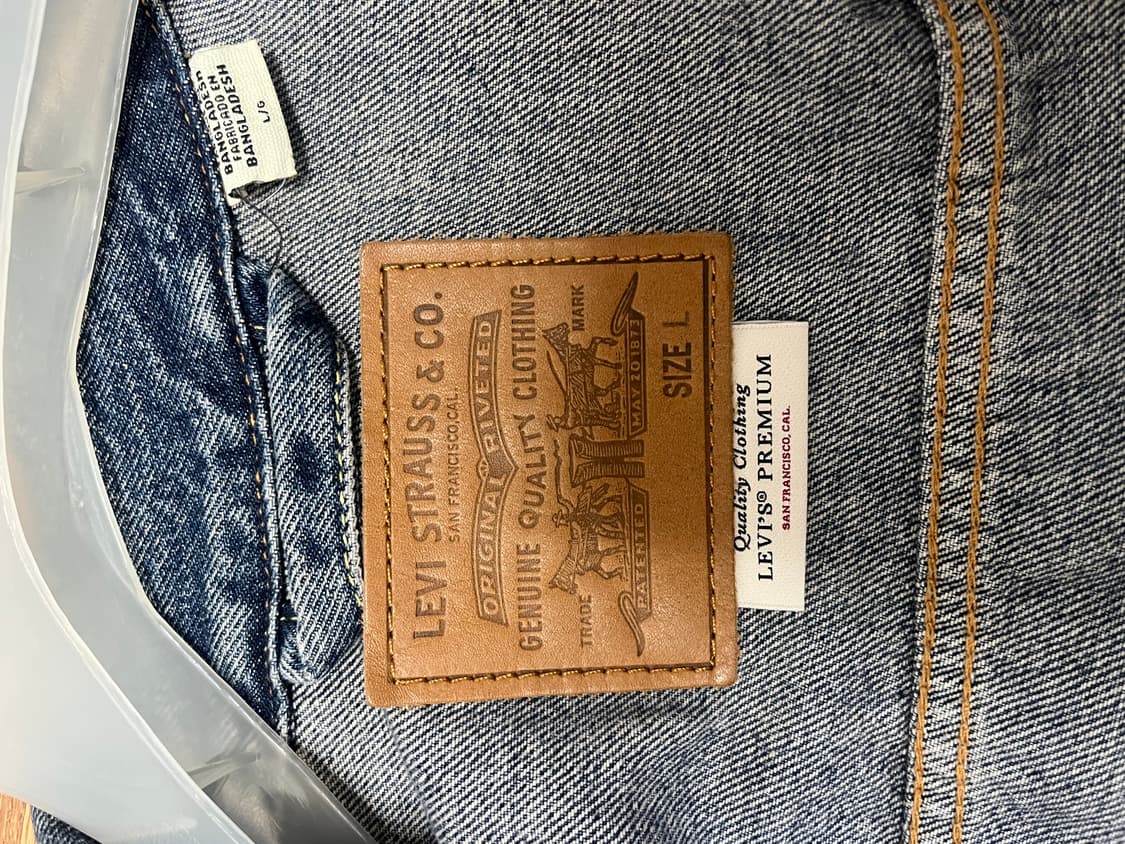 BANGLADESH
FABRICADO EN
BANGLADESH
L/G
LEVI STRAUSS & CO.
SAN FRANCISCO, CAL.
ORIGINAL RIVETED
GENUINE QUALITY CLOTHING
TRADE MARK
PATENTED MAY 20 1873
SIZE L
Quality Clothing
LEVI'S® PREMIUM
SAN FRANCISCO, CAL.